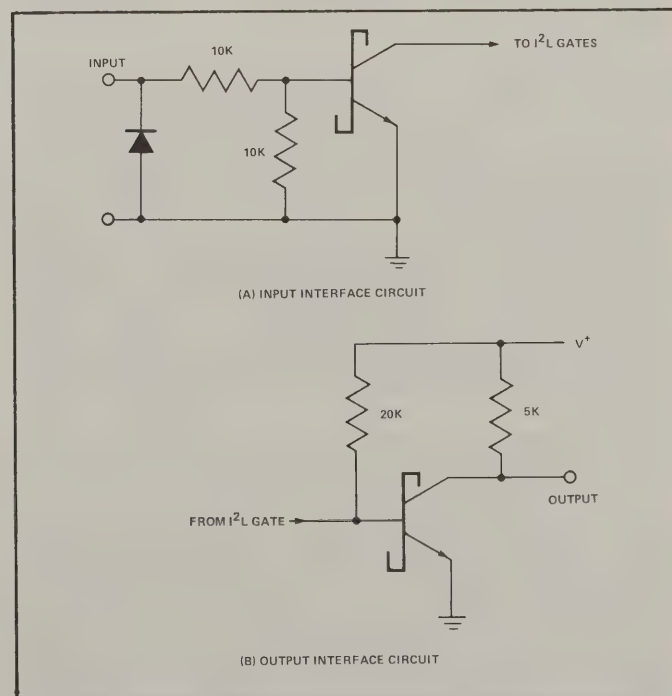 10K
INPUT
TO I²L GATES
10K
(A) INPUT INTERFACE CIRCUIT
V⁺
20K
5K
FROM I²L GATE
OUTPUT
(B) OUTPUT INTERFACE CIRCUIT